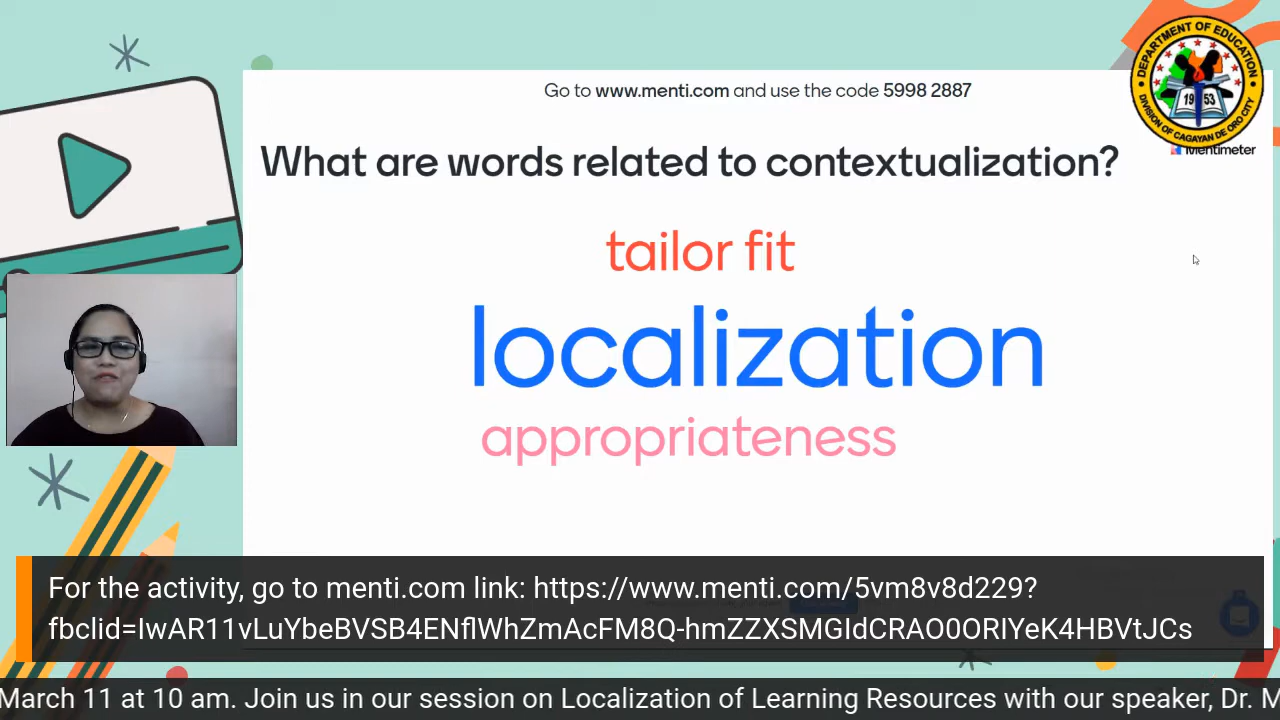 Go to www.menti.com and use the code 5998 2887
DEPARTMENT OF EDUCATION
1953
DIVISION OF CAGAYAN DE ORO CITY
Mentimeter
What are words related to contextualization?
tailor fit
localization
appropriateness
For the activity, go to menti.com link: https://www.menti.com/5vm8v8d229?
fbclid=IwAR11vLuYbeBVSB4ENflWhZmAcFM8Q-hmZZXSMGIdCRAO0ORIYeK4HBVtJCs
March 11 at 10 am. Join us in our session on Localization of Learning Resources with our speaker, Dr. M